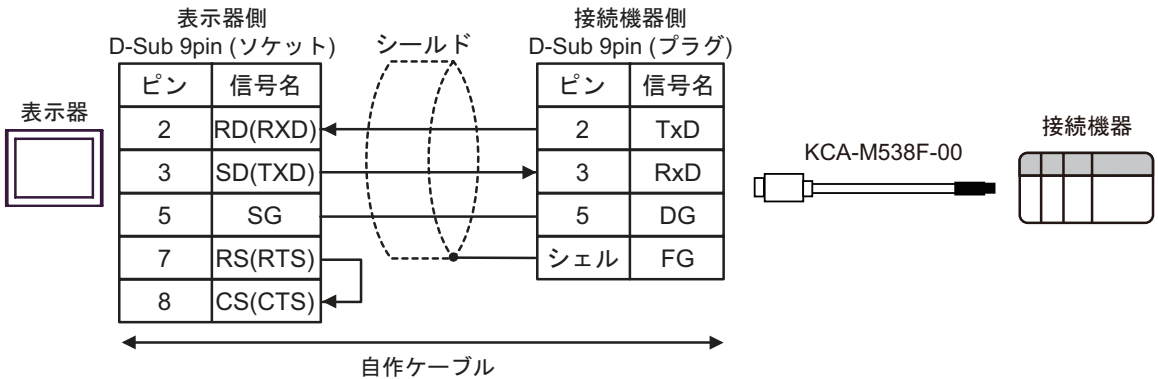 表示器側
D-Sub 9pin (ソケット)
シールド
接続機器側
D-Sub 9pin (プラグ)
表示器
ピン 信号名
2 RD(RXD)
3 SD(TXD)
5 SG
7 RS(RTS)
8 CS(CTS)
ピン 信号名
2 TxD
3 RxD
5 DG
シェル FG
KCA-M538F-00
接続機器
自作ケーブル